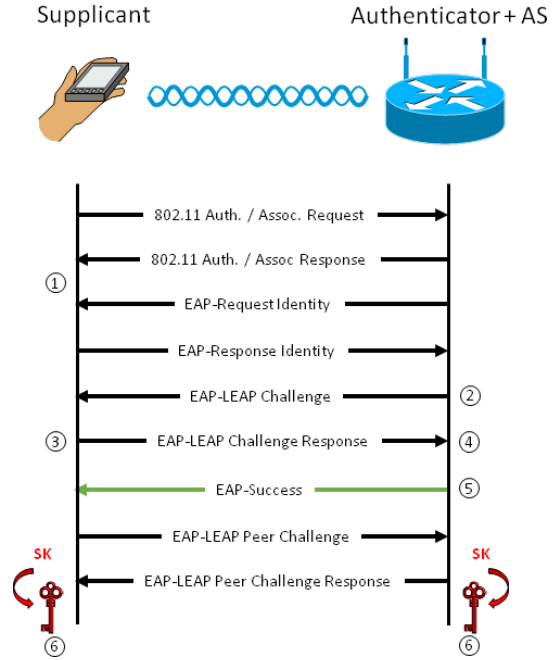 Supplicant
Authenticator + AS
802.11 Auth. / Assoc. Request
802.11 Auth. / Assoc Response
1
EAP-Request Identity
EAP-Response Identity
EAP-LEAP Challenge
2
3
EAP-LEAP Challenge Response
4
EAP-Success
5
EAP-LEAP Peer Challenge
SK
SK
EAP-LEAP Peer Challenge Response
6
6